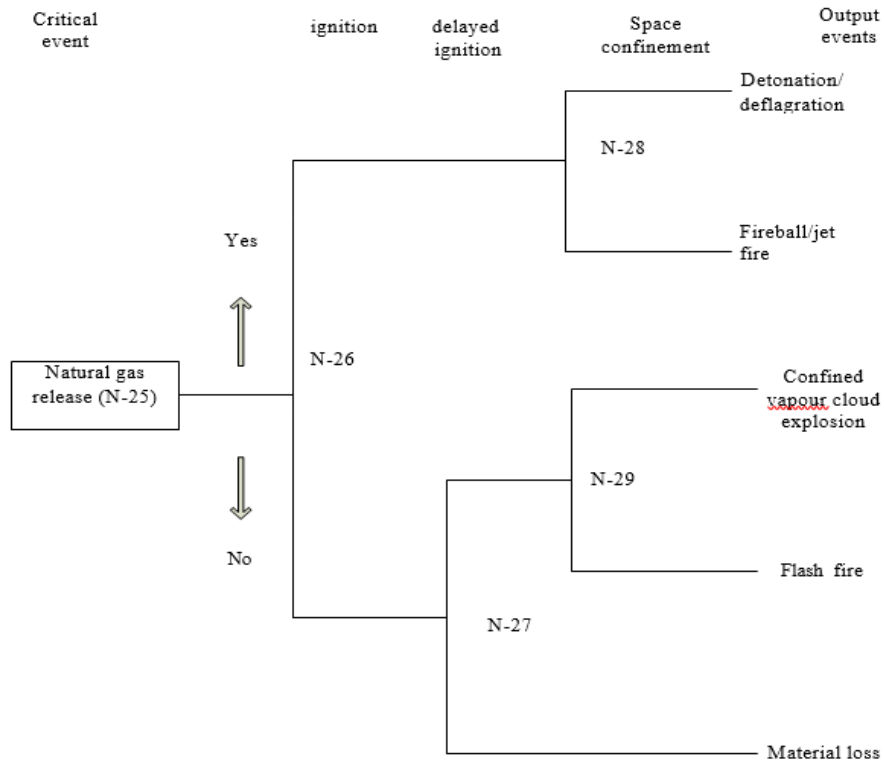 Critical
event
ignition
delayed
ignition
Space
confinement
Output
events
Detonation/
deflagration
N-28
Yes
Fireball/jet
fire
N-26
Natural gas
release (N-25)
Confined
vapour cloud
explosion
N-29
No
Flash fire
N-27
Material loss